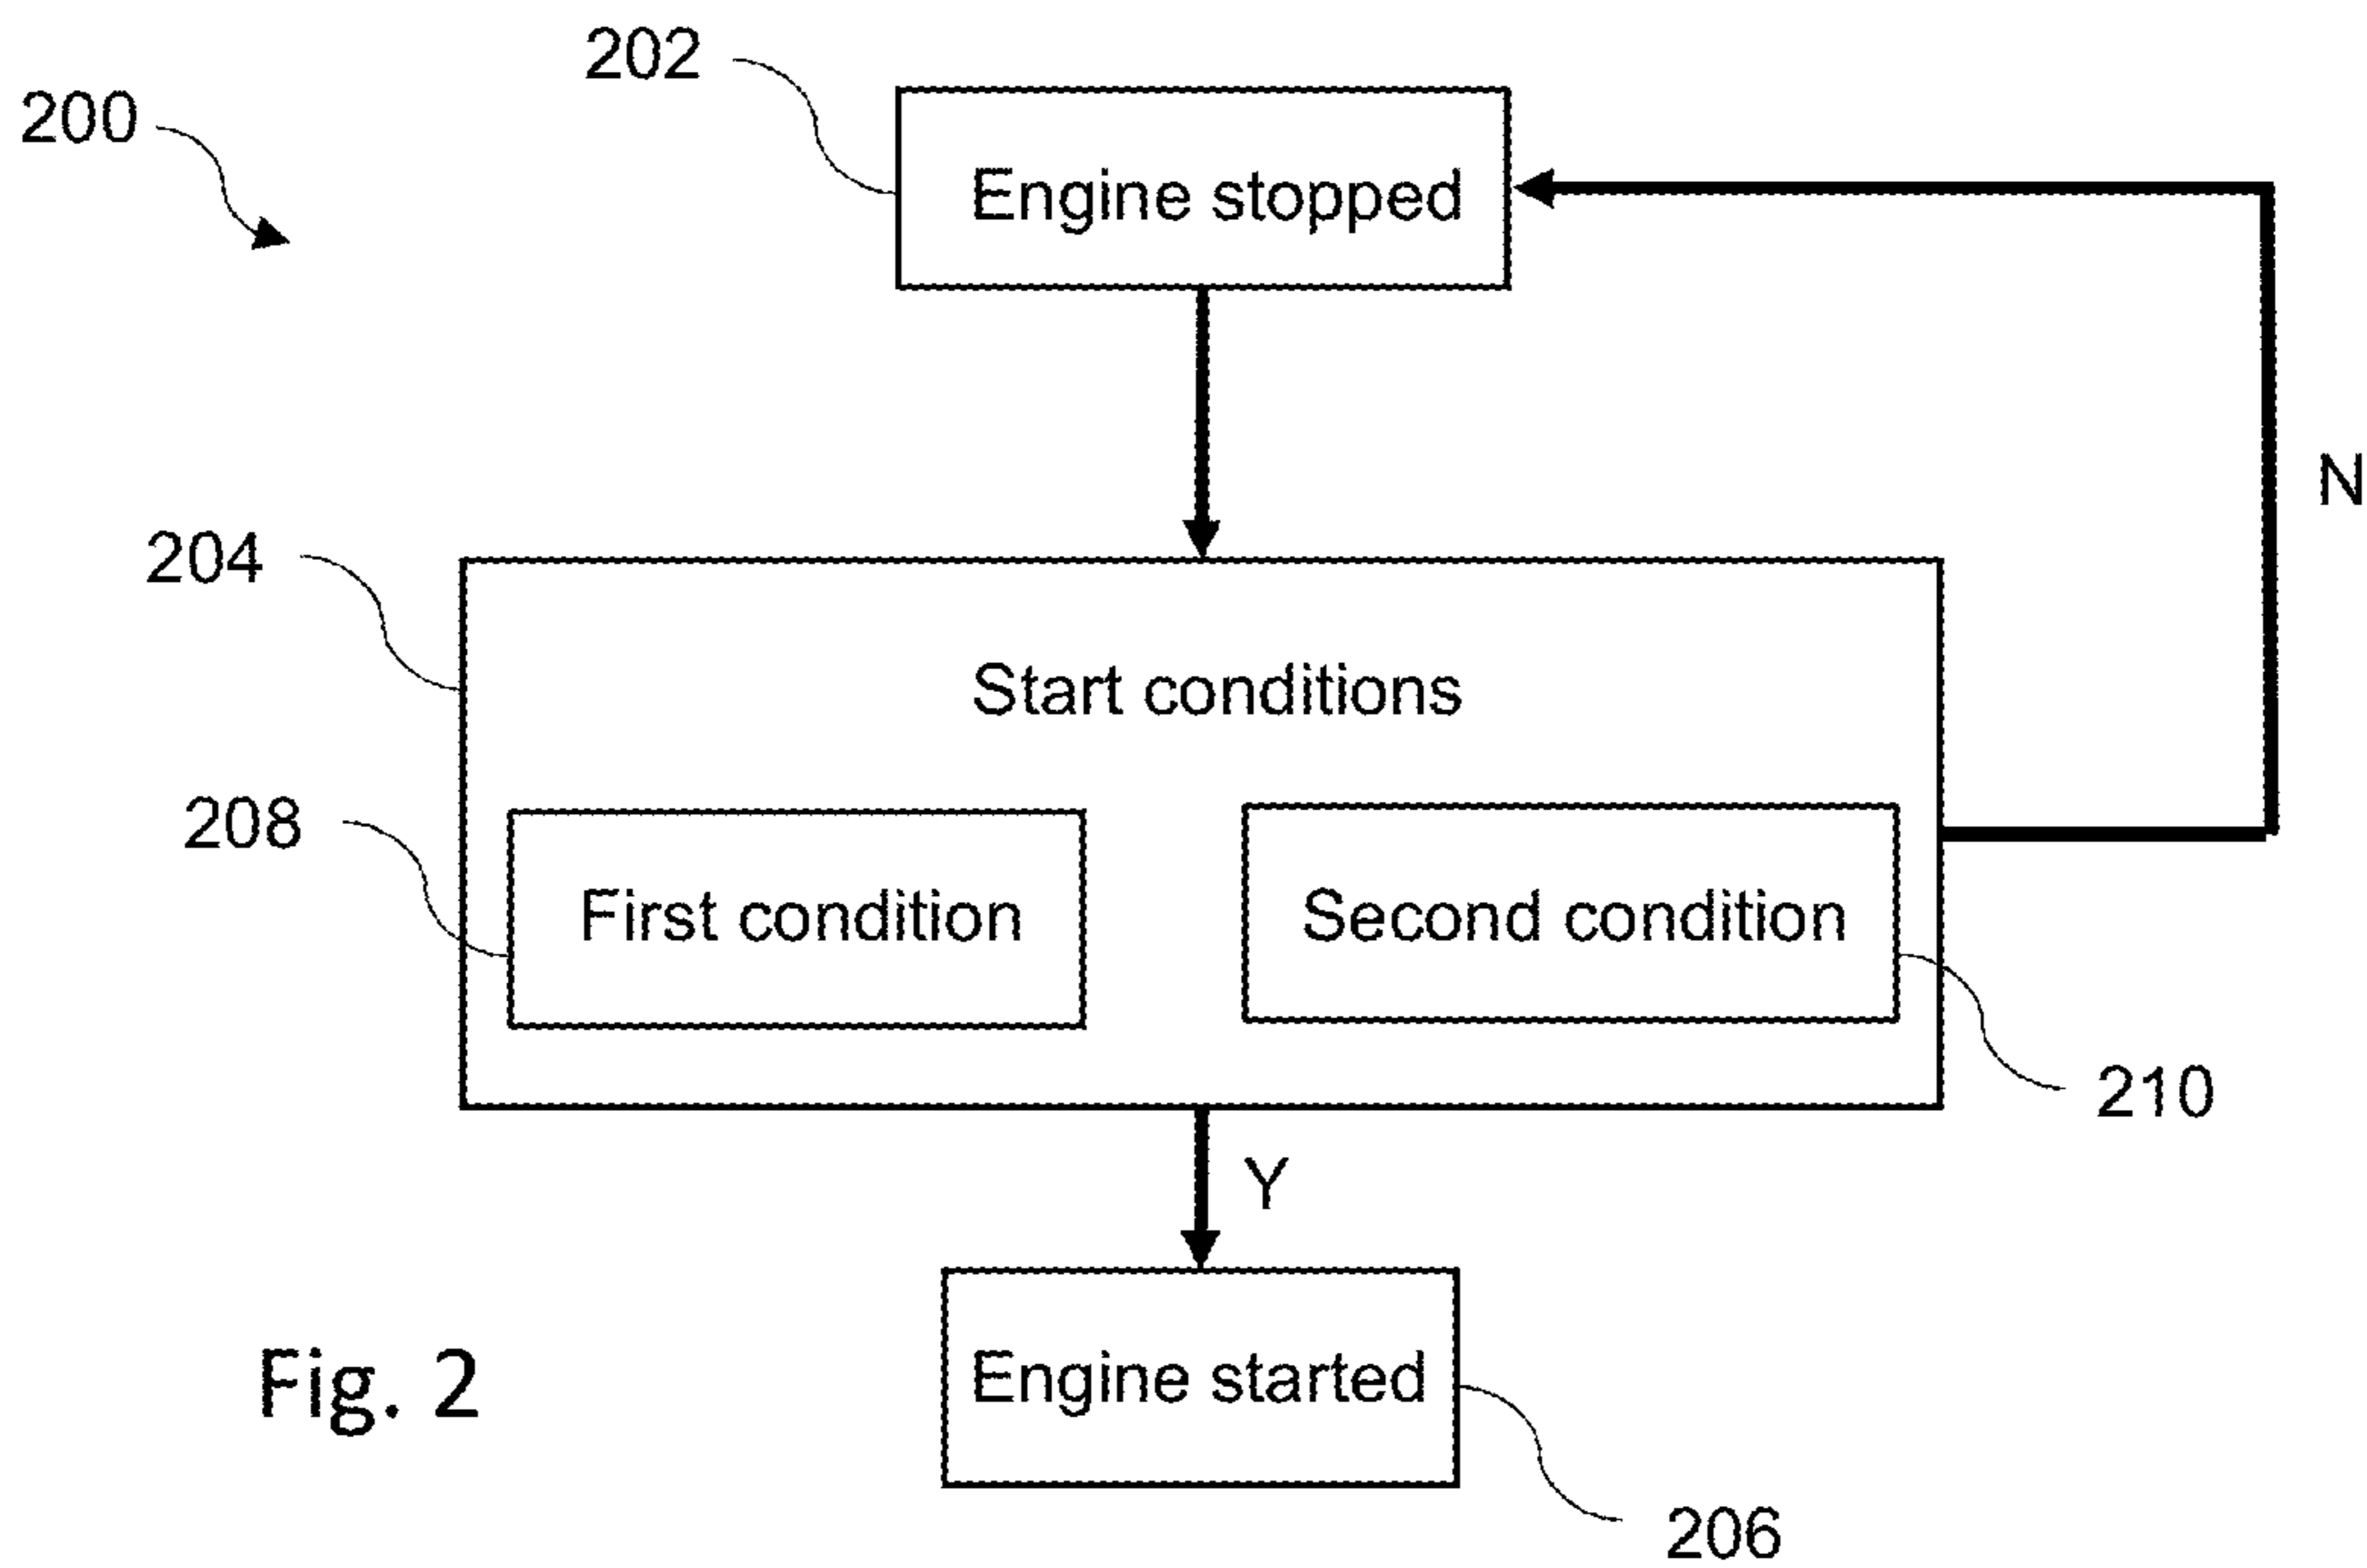 202
200
Engine stopped
N
204
Start conditions
208
First condition
Second condition
210
Y
Engine started
Fig. 2
206